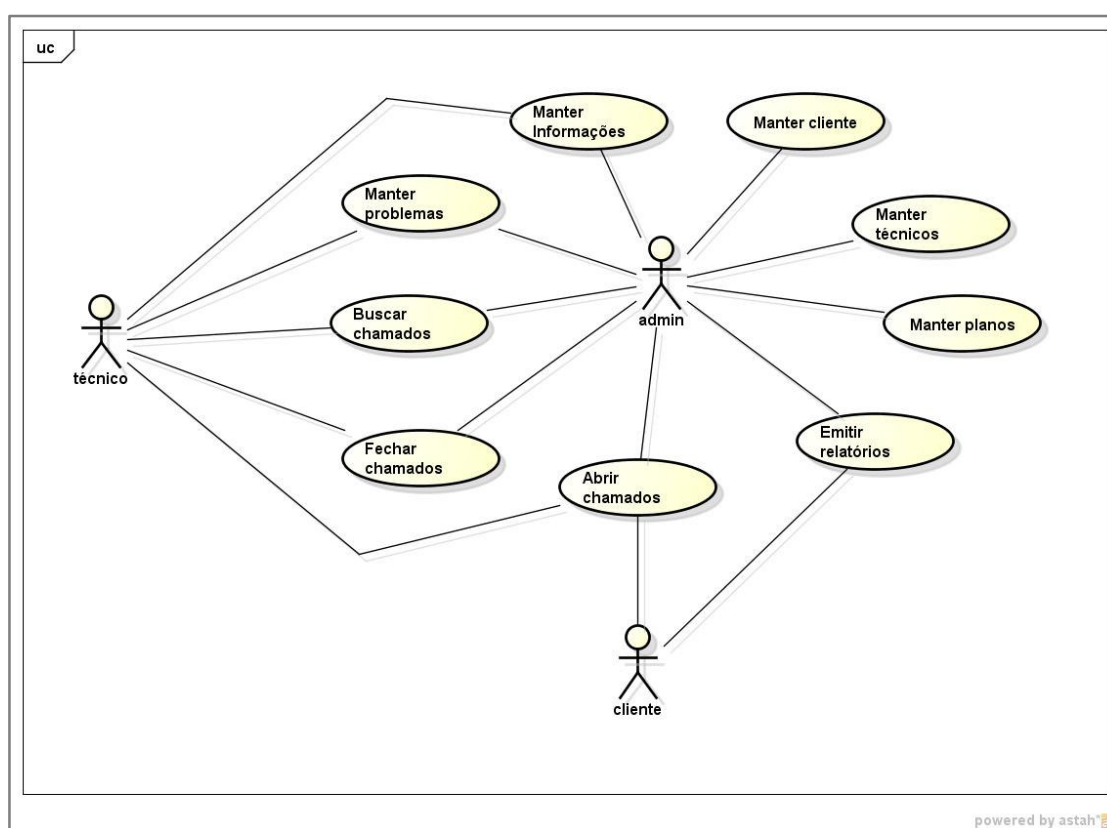 uc
Manter
Informações
Manter cliente
Manter
problemas
Manter
técnicos
admin
Buscar
chamados
Manter planos
técnico
Fechar
chamados
Emitir
relatórios
Abrir
chamados
cliente
powered by astah*